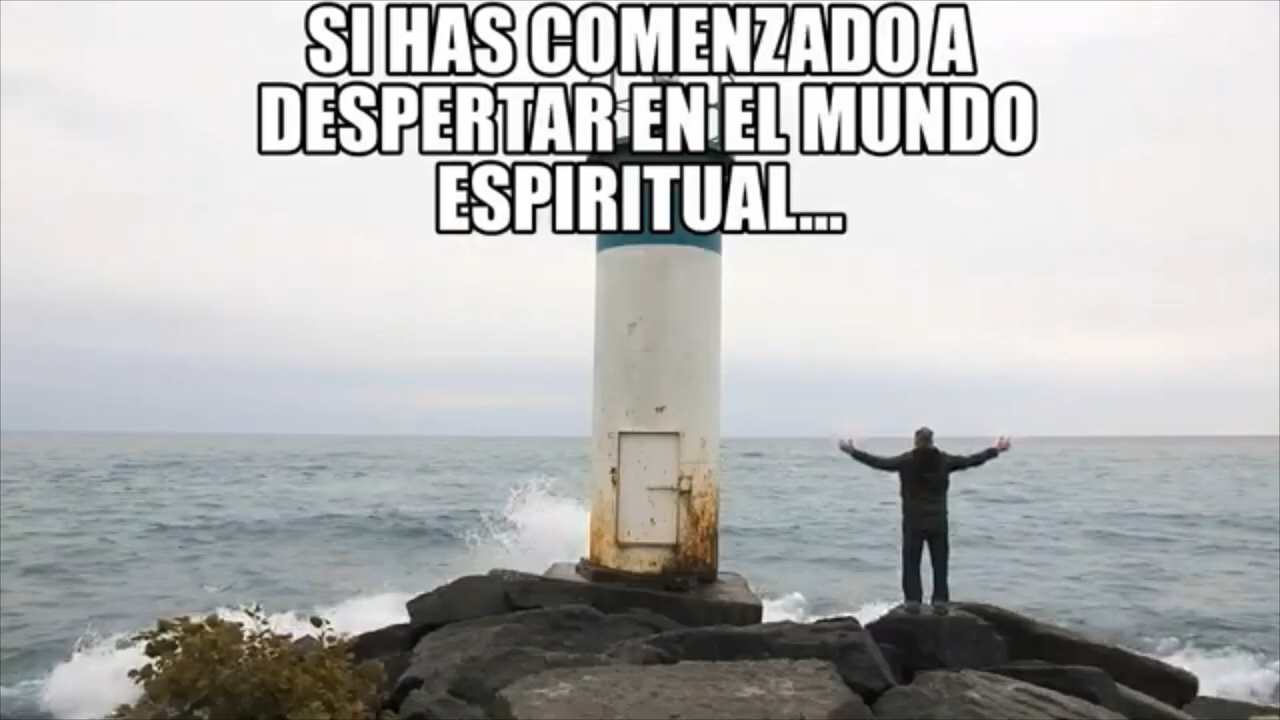 SI HAS COMENZADO A
DESPERTAR EN EL MUNDO
ESPIRITUAL...